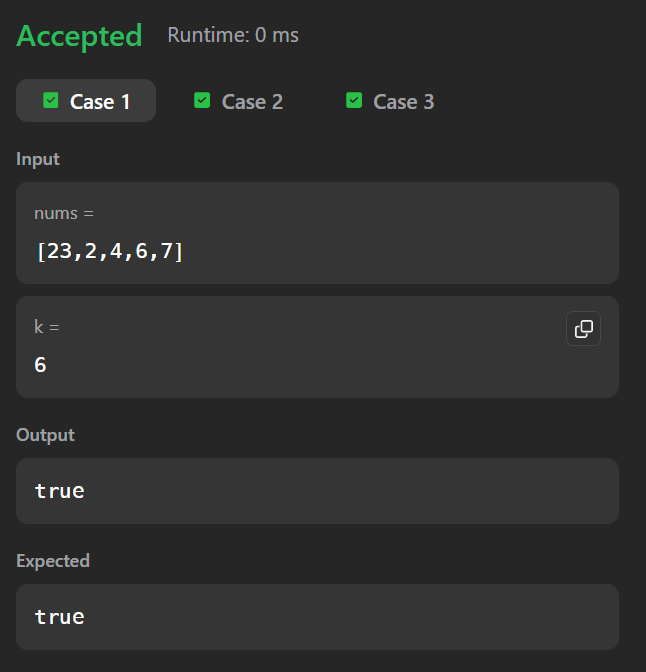 Accepted Runtime: 0 ms
Case 1 Case 2 Case 3
Input
nums =
[23,2,4,6,7]
k =
6
Output
true
Expected
true